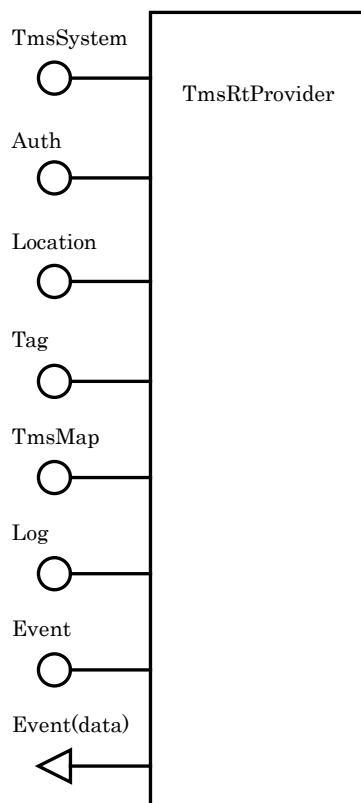 TmsSystem
TmsRtProvider
Auth
Location
Tag
TmsMap
Log
Event
Event(data)